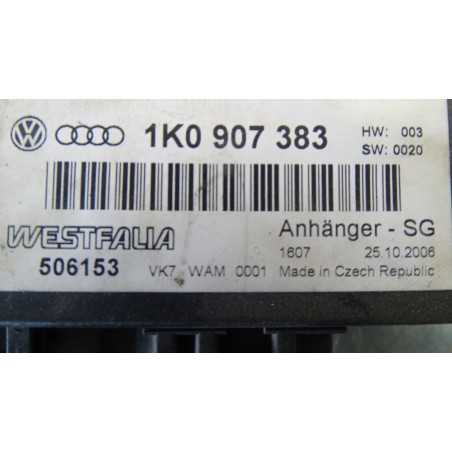 1K0 907 383 HW: 003
SW: 0020
WESTFALIA Anhänger - SG
1607 25.10.2006
506153 VK7 WAM 0001 Made in Czech Republic